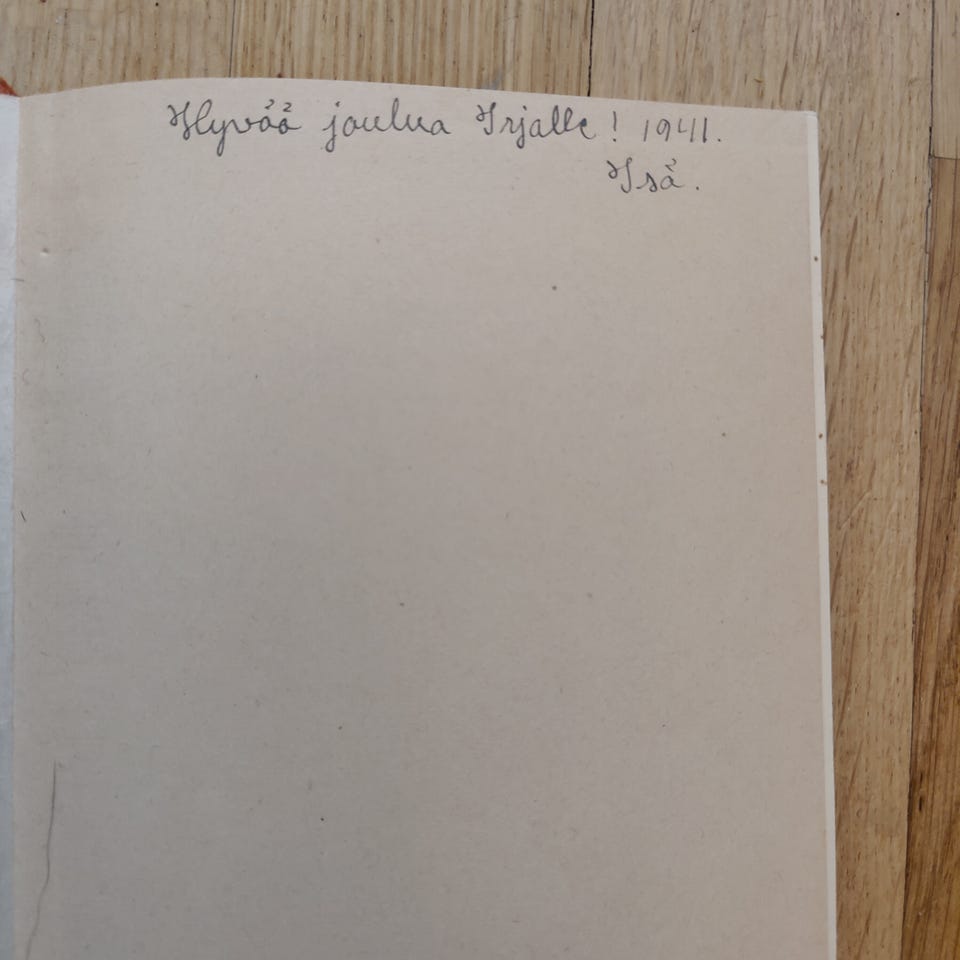 Hyvää joulua Irjalle! 1941.
Isä.